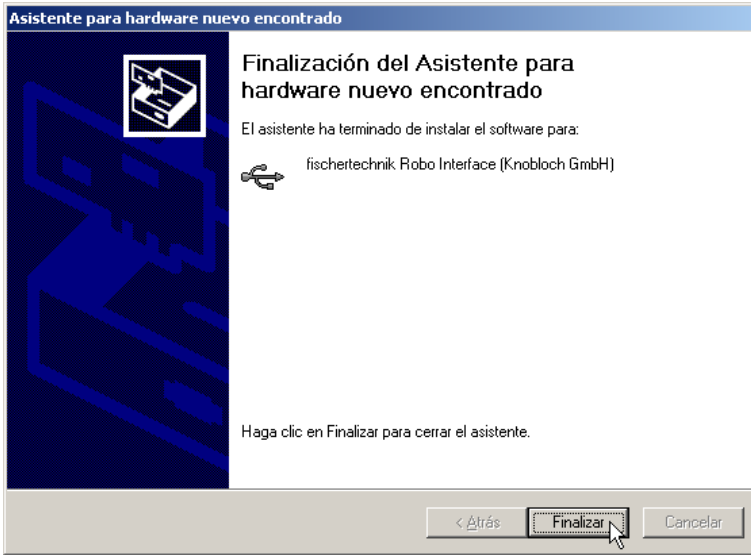 Asistente para hardware nuevo encontrado
Finalización del Asistente para
hardware nuevo encontrado
El asistente ha terminado de instalar el software para:
fischertechnik Robo Interface (Knobloch GmbH)
Haga clic en Finalizar para cerrar el asistente.
< Atrás Finalizar Cancelar